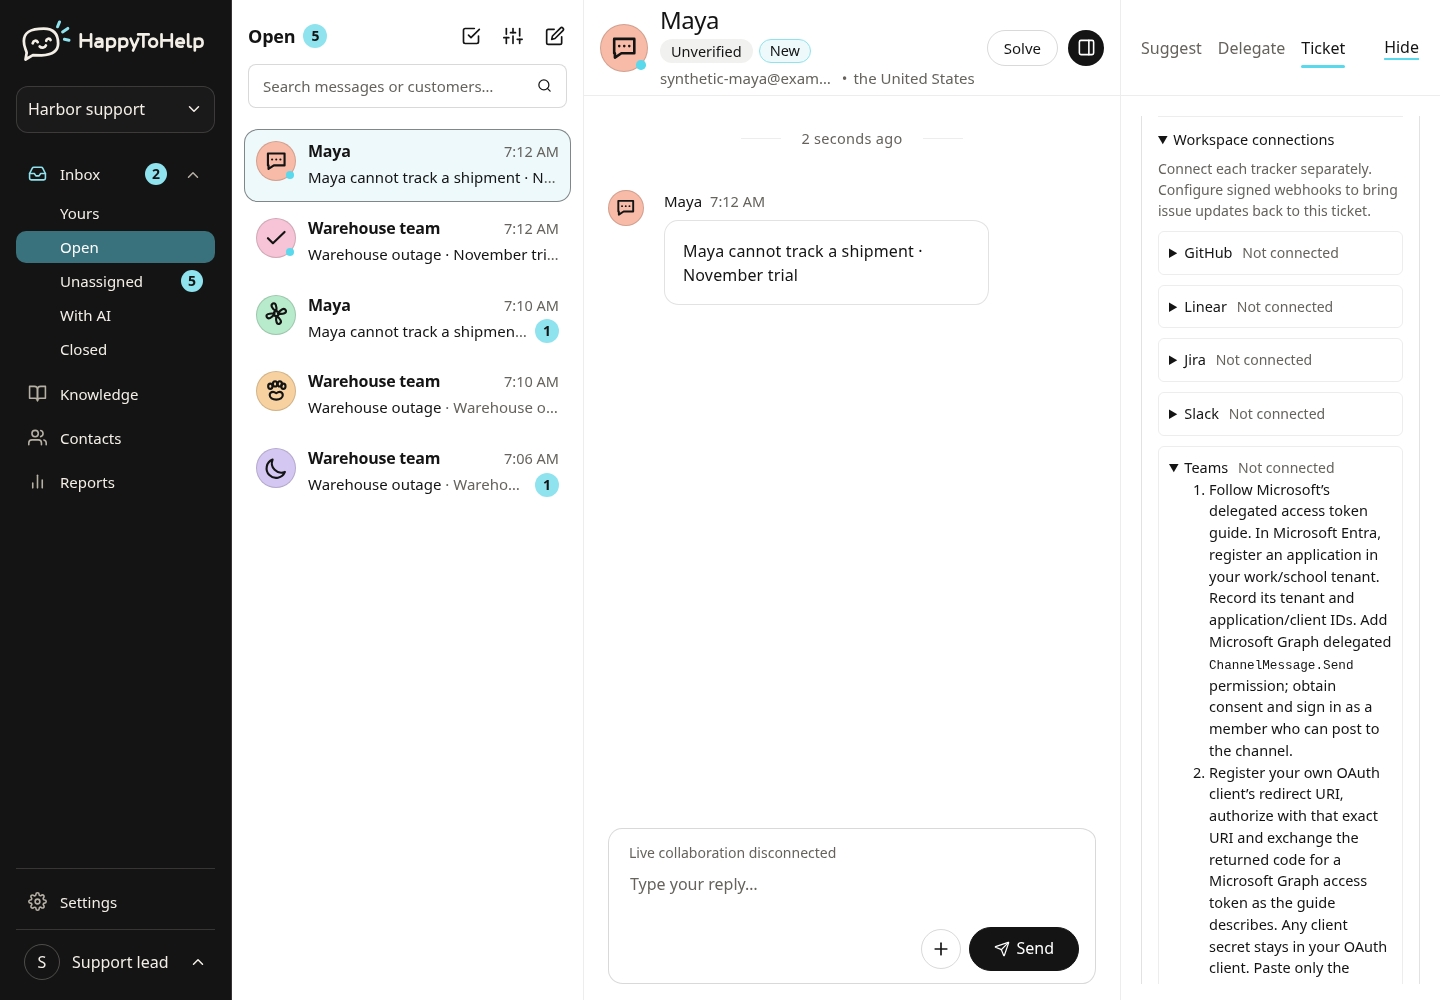 HappyToHelp
Harbor support
Inbox 2
Yours
Open
Unassigned 5
With AI
Closed
Knowledge
Contacts
Reports
Settings
S Support lead
Open 5
Search messages or customers...
Maya 7:12 AM
Maya cannot track a shipment · N...
Warehouse team 7:12 AM
Warehouse outage · November tri...
Maya 7:10 AM
Maya cannot track a shipmen... 1
Warehouse team 7:10 AM
Warehouse outage · Warehouse o...
Warehouse team 7:06 AM
Warehouse outage · Wareho... 1
Maya
Unverified New
synthetic-maya@exam... • the United States
Solve
2 seconds ago
Maya 7:12 AM
Maya cannot track a shipment ·
November trial
Live collaboration disconnected
Type your reply...
Send
Suggest Delegate Ticket Hide
Workspace connections
Connect each tracker separately.
Configure signed webhooks to bring
issue updates back to this ticket.
GitHub Not connected
Linear Not connected
Jira Not connected
Slack Not connected
Teams Not connected
1. Follow Microsoft’s
delegated access token
guide. In Microsoft Entra,
register an application in
your work/school tenant.
Record its tenant and
application/client IDs. Add
Microsoft Graph delegated
ChannelMessage.Send
permission; obtain
consent and sign in as a
member who can post to
the channel.
2. Register your own OAuth
client’s redirect URI,
authorize with that exact
URI and exchange the
returned code for a
Microsoft Graph access
token as the guide
describes. Any client
secret stays in your OAuth
client. Paste only the